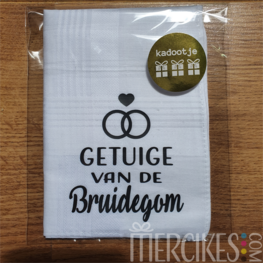 kadootje
GETUIGE
VAN DE
Bruidegom
MERCIKES.COM